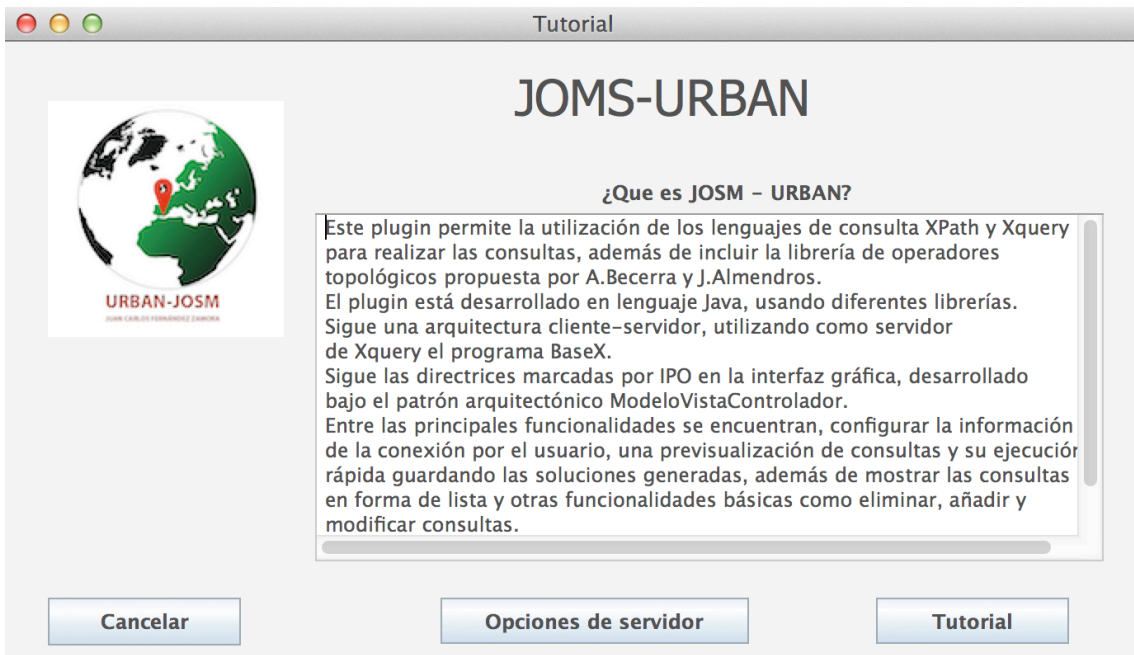 Tutorial
JOMS-URBAN
URBAN-JOSM
JUAN CARLOS FERNÁNDEZ ZAMORA
¿Que es JOSM - URBAN?
Este plugin permite la utilización de los lenguajes de consulta XPath y Xquery
para realizar las consultas, además de incluir la librería de operadores
topológicos propuesta por A.Becerra y J.Almendros.
El plugin está desarrollado en lenguaje Java, usando diferentes librerías.
Sigue una arquitectura cliente-servidor, utilizando como servidor
de Xquery el programa BaseX.
Sigue las directrices marcadas por IPO en la interfaz gráfica, desarrollado
bajo el patrón arquitectónico ModeloVistaControlador.
Entre las principales funcionalidades se encuentran, configurar la información
de la conexión por el usuario, una previsualización de consultas y su ejecución
rápida guardando las soluciones generadas, además de mostrar las consultas
en forma de lista y otras funcionalidades básicas como eliminar, añadir y
modificar consultas.
Cancelar
Opciones de servidor
Tutorial